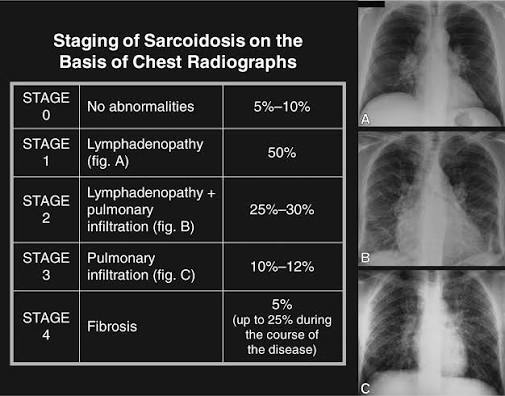 Staging of Sarcoidosis on the
Basis of Chest Radiographs
STAGE
0
No abnormalities
5%–10%
STAGE
1
Lymphadenopathy
(fig. A)
50%
STAGE
2
Lymphadenopathy +
pulmonary
infiltration (fig. B)
25%–30%
STAGE
3
Pulmonary
infiltration (fig. C)
10%–12%
STAGE
4
Fibrosis
5%
(up to 25% during
the course of
the disease)
A
B
C